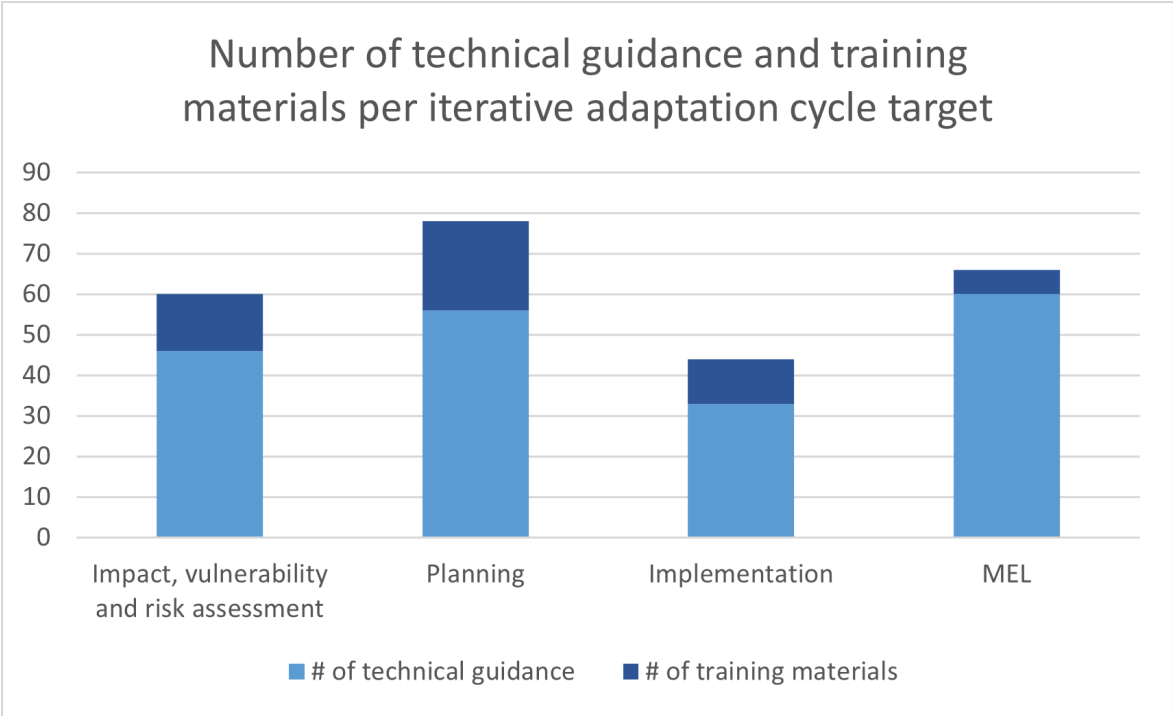 Number of technical guidance and training
materials per iterative adaptation cycle target
90
80
70
60
50
40
30
20
10
0
Impact, vulnerability
and risk assessment
Planning
Implementation
MEL
# of technical guidance
# of training materials